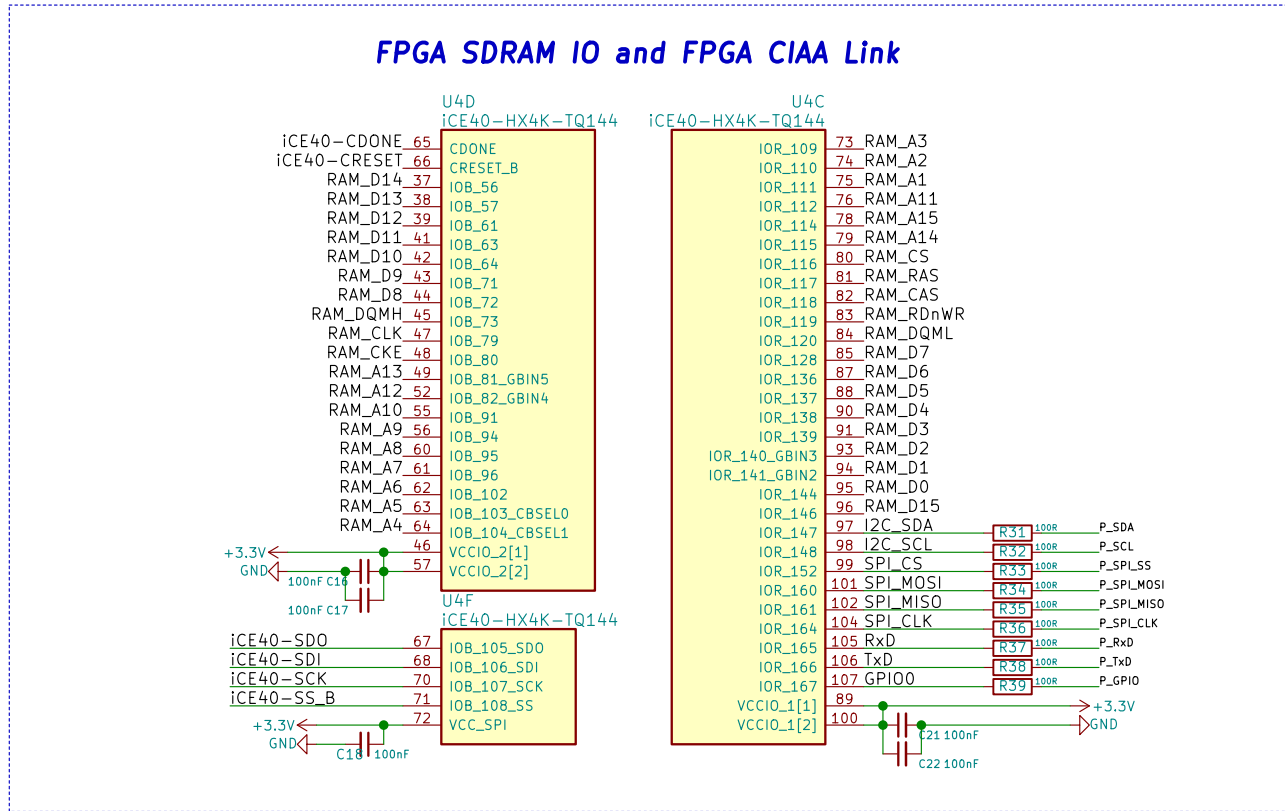 FPGA SDRAM IO and FPGA CIAA Link
U4D
iCE40-HX4K-TQ144
iCE40-CDONE 65 CDONE
iCE40-CRESET 66 CRESET_B
RAM_D14 37 IOB_56
RAM_D13 38 IOB_57
RAM_D12 39 IOB_61
RAM_D11 41 IOB_63
RAM_D10 42 IOB_64
RAM_D9 43 IOB_71
RAM_D8 44 IOB_72
RAM_DQMH 45 IOB_73
RAM_CLK 47 IOB_79
RAM_CKE 48 IOB_80
RAM_A13 49 IOB_81_GBIN5
RAM_A12 52 IOB_82_GBIN4
RAM_A10 55 IOB_91
RAM_A9 56 IOB_94
RAM_A8 60 IOB_95
RAM_A7 61 IOB_96
RAM_A6 62 IOB_102
RAM_A5 63 IOB_103_CBSEL0
RAM_A4 64 IOB_104_CBSEL1
+3.3V 46 VCCIO_2[1]
GND 57 VCCIO_2[2]
100nF C16
100nF C17
U4F
iCE40-HX4K-TQ144
iCE40-SDO 67 IOB_105_SDO
iCE40-SDI 68 IOB_106_SDI
iCE40-SCK 70 IOB_107_SCK
iCE40-SS_B 71 IOB_108_SS
+3.3V 72 VCC_SPI
GND
C18 100nF
U4C
iCE40-HX4K-TQ144
IOR_109 73 RAM_A3
IOR_110 74 RAM_A2
IOR_111 75 RAM_A1
IOR_112 76 RAM_A11
IOR_114 78 RAM_A15
IOR_115 79 RAM_A14
IOR_116 80 RAM_CS
IOR_117 81 RAM_RAS
IOR_118 82 RAM_CAS
IOR_119 83 RAM_RDnWR
IOR_120 84 RAM_DQML
IOR_128 85 RAM_D7
IOR_136 87 RAM_D6
IOR_137 88 RAM_D5
IOR_138 90 RAM_D4
IOR_139 91 RAM_D3
IOR_140_GBIN3 93 RAM_D2
IOR_141_GBIN2 94 RAM_D1
IOR_144 95 RAM_D0
IOR_146 96 RAM_D15
IOR_147 97 I2C_SDA R31 100R P_SDA
IOR_148 98 I2C_SCL R32 100R P_SCL
IOR_152 99 SPI_CS R33 100R P_SPI_SS
IOR_160 101 SPI_MOSI R34 100R P_SPI_MOSI
IOR_161 102 SPI_MISO R35 100R P_SPI_MISO
IOR_164 104 SPI_CLK R36 100R P_SPI_CLK
IOR_165 105 RxD R37 100R P_RxD
IOR_166 106 TxD R38 100R P_TxD
IOR_167 107 GPIO0 R39 100R P_GPIO
VCCIO_1[1] 89 +3.3V
VCCIO_1[2] 100 GND
C21 100nF
C22 100nF